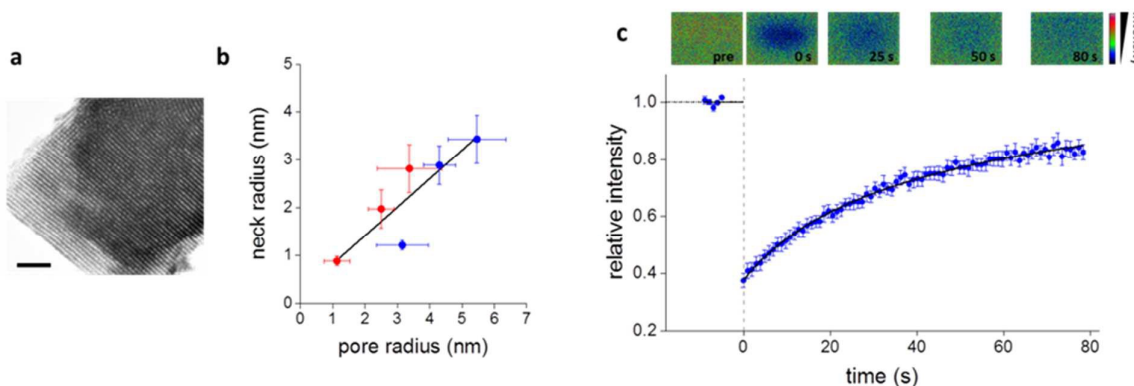 a
b
neck radius (nm)
5
4
3
2
1
0
0 1 2 3 4 5 6 7
pore radius (nm)
c
pre
0 s
25 s
50 s
80 s
relative intensity
1.0
0.8
0.6
0.4
0.2
0 20 40 60 80
time (s)